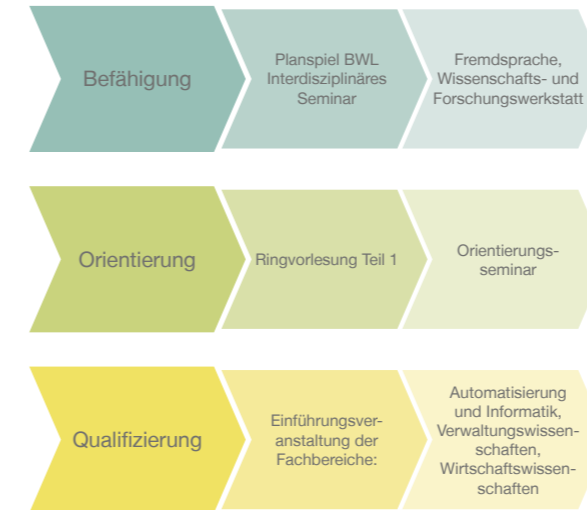 Befähigung
Planspiel BWL
Interdisziplinäres
Seminar
Fremdsprache,
Wissenschafts- und
Forschungswerkstatt
Orientierung
Ringvorlesung Teil 1
Orientierungs-
seminar
Qualifizierung
Einführungsver-
anstaltung der
Fachbereiche:
Automatisierung
und Informatik,
Verwaltungswissen-
schaften,
Wirtschaftswissen-
schaften